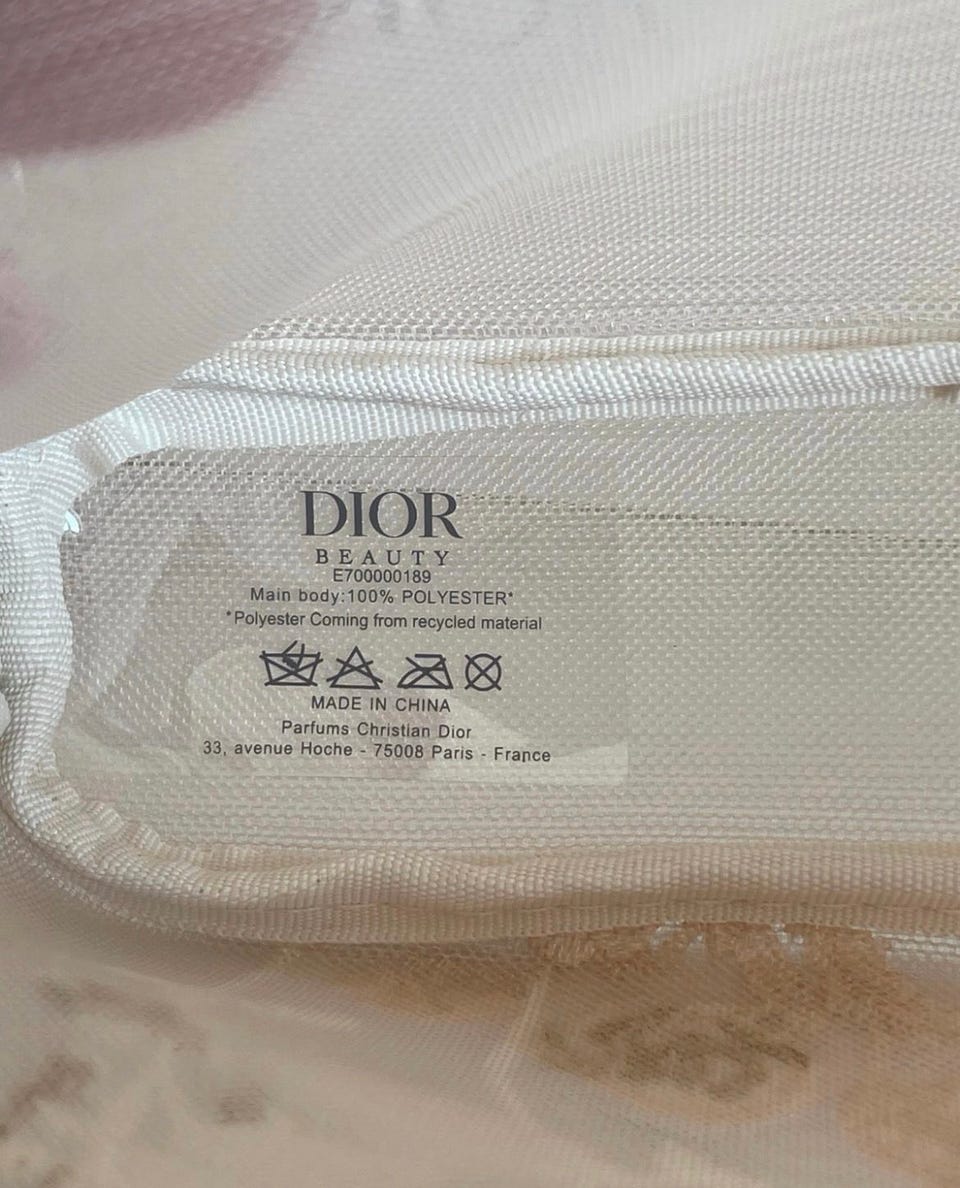 DIOR
BEAUTY
E700000189
Main body:100% POLYESTER*
*Polyester Coming from recycled material
MADE IN CHINA
Parfums Christian Dior
33, avenue Hoche - 75008 Paris - France